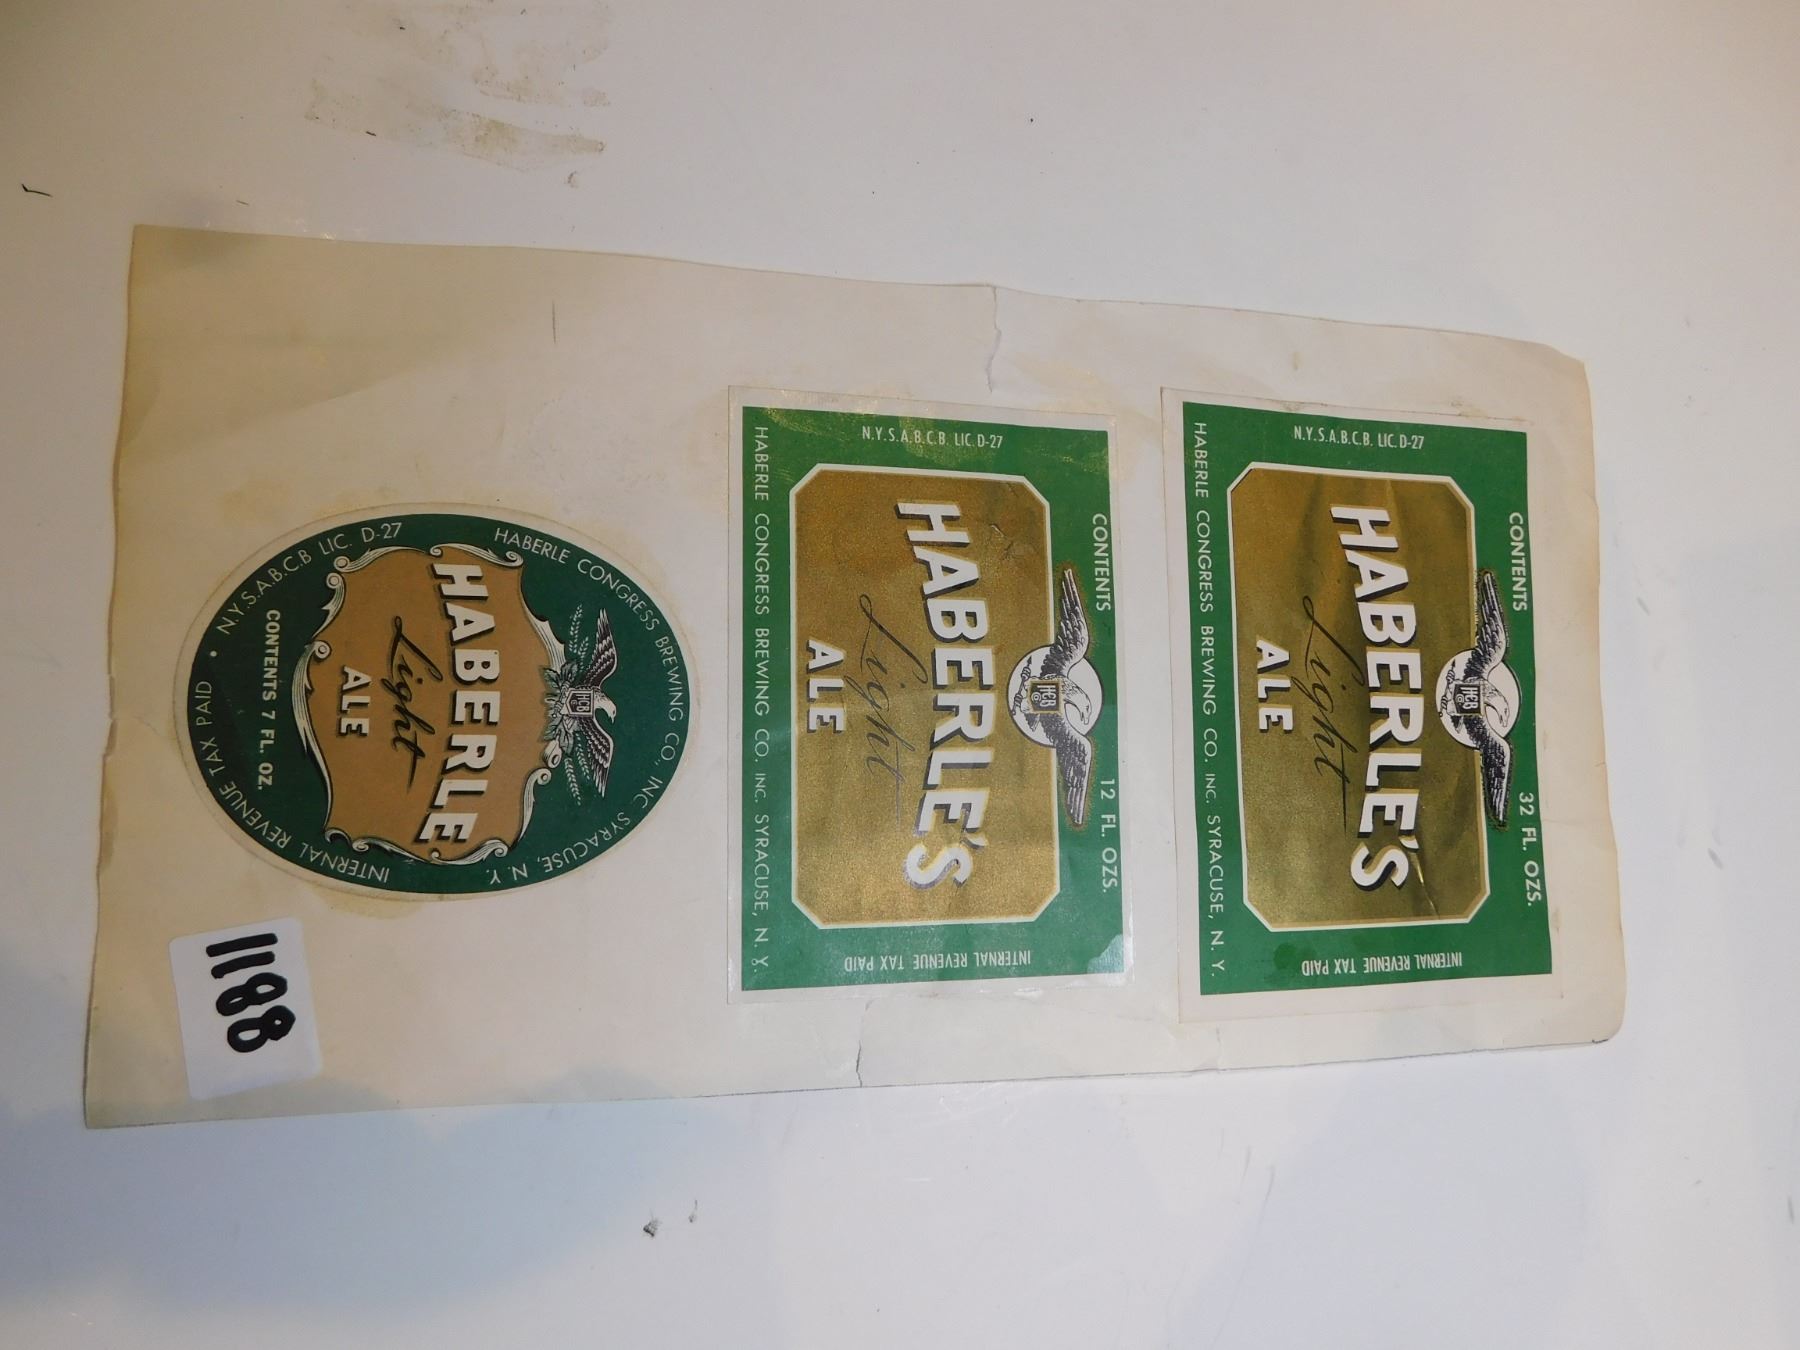 N.Y.S.A.B.C.B. LIC. D-27
CONTENTS 32 FL. OZS.
H.C.B. CO
HABERLE'S
Light
ALE
HABERLE CONGRESS BREWING CO. INC. SYRACUSE, N. Y.
INTERNAL REVENUE TAX PAID
N.Y.S.A.B.C.B. LIC. D-27
CONTENTS 12 FL. OZS.
H.C.B. CO
HABERLE'S
Light
ALE
HABERLE CONGRESS BREWING CO. INC. SYRACUSE, N. Y.
INTERNAL REVENUE TAX PAID
HABERLE CONGRESS BREWING CO., INC. SYRACUSE, N. Y.
HCB
HABERLE
Light
ALE
CONTENTS 7 FL. OZ.
N.Y.S.A.B.C.B LIC. D-27
• INTERNAL REVENUE TAX PAID •
1188